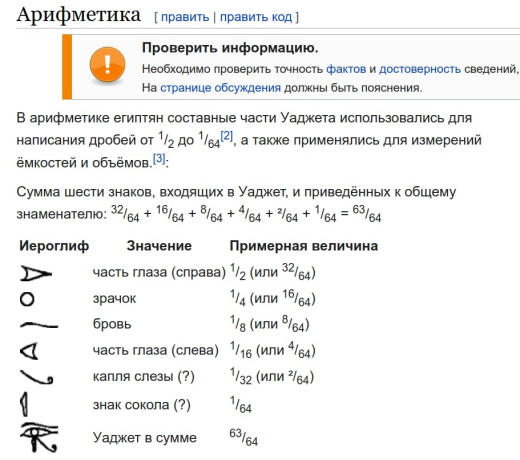 Арифметика [ править | править код ]
Проверить информацию.
Необходимо проверить точность фактов и достоверность сведений,
На странице обсуждения должны быть пояснения.
В арифметике египтян составные части Уаджета использовались для
написания дробей от 1/2 до 1/64[2], а также применялись для измерений
ёмкостей и объёмов.[3]:
Сумма шести знаков, входящих в Уаджет, и приведённых к общему
знаменателю: 32/64 + 16/64 + 8/64 + 4/64 + ²/64 + 1/64 = 63/64
Иероглиф Значение Примерная величина
часть глаза (справа) 1/2 (или 32/64)
зрачок 1/4 (или 16/64)
бровь 1/8 (или 8/64)
часть глаза (слева) 1/16 (или 4/64)
капля слезы (?) 1/32 (или ²/64)
знак сокола (?) 1/64
Уаджет в сумме 63/64